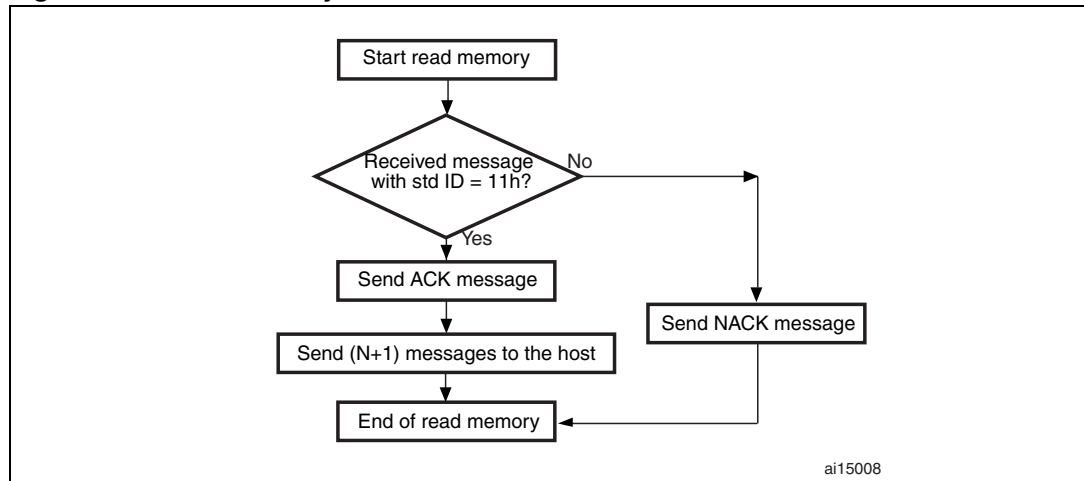 Start read memory
Received message
with std ID = 11h?
No
Yes
Send ACK message
Send NACK message
Send (N+1) messages to the host
End of read memory
ai15008